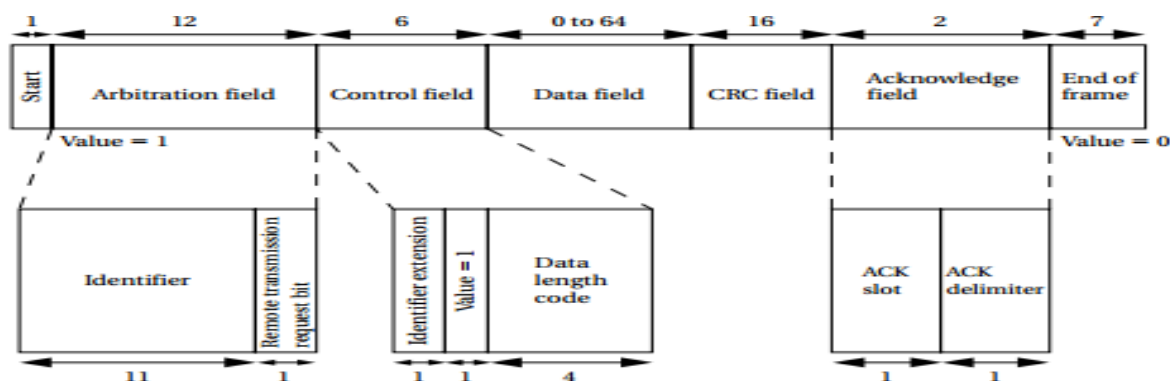 1 12 6 0 to 64 16 2 7
Start
Arbitration field
Control field
Data field
CRC field
Acknowledge
field
End of
frame
Value = 1
Value = 0
Identifier
Remote transmission
request bit
Identifier extension
Value = 1
Data
length
code
ACK
slot
ACK
delimiter
11 1 1 1 4 1 1